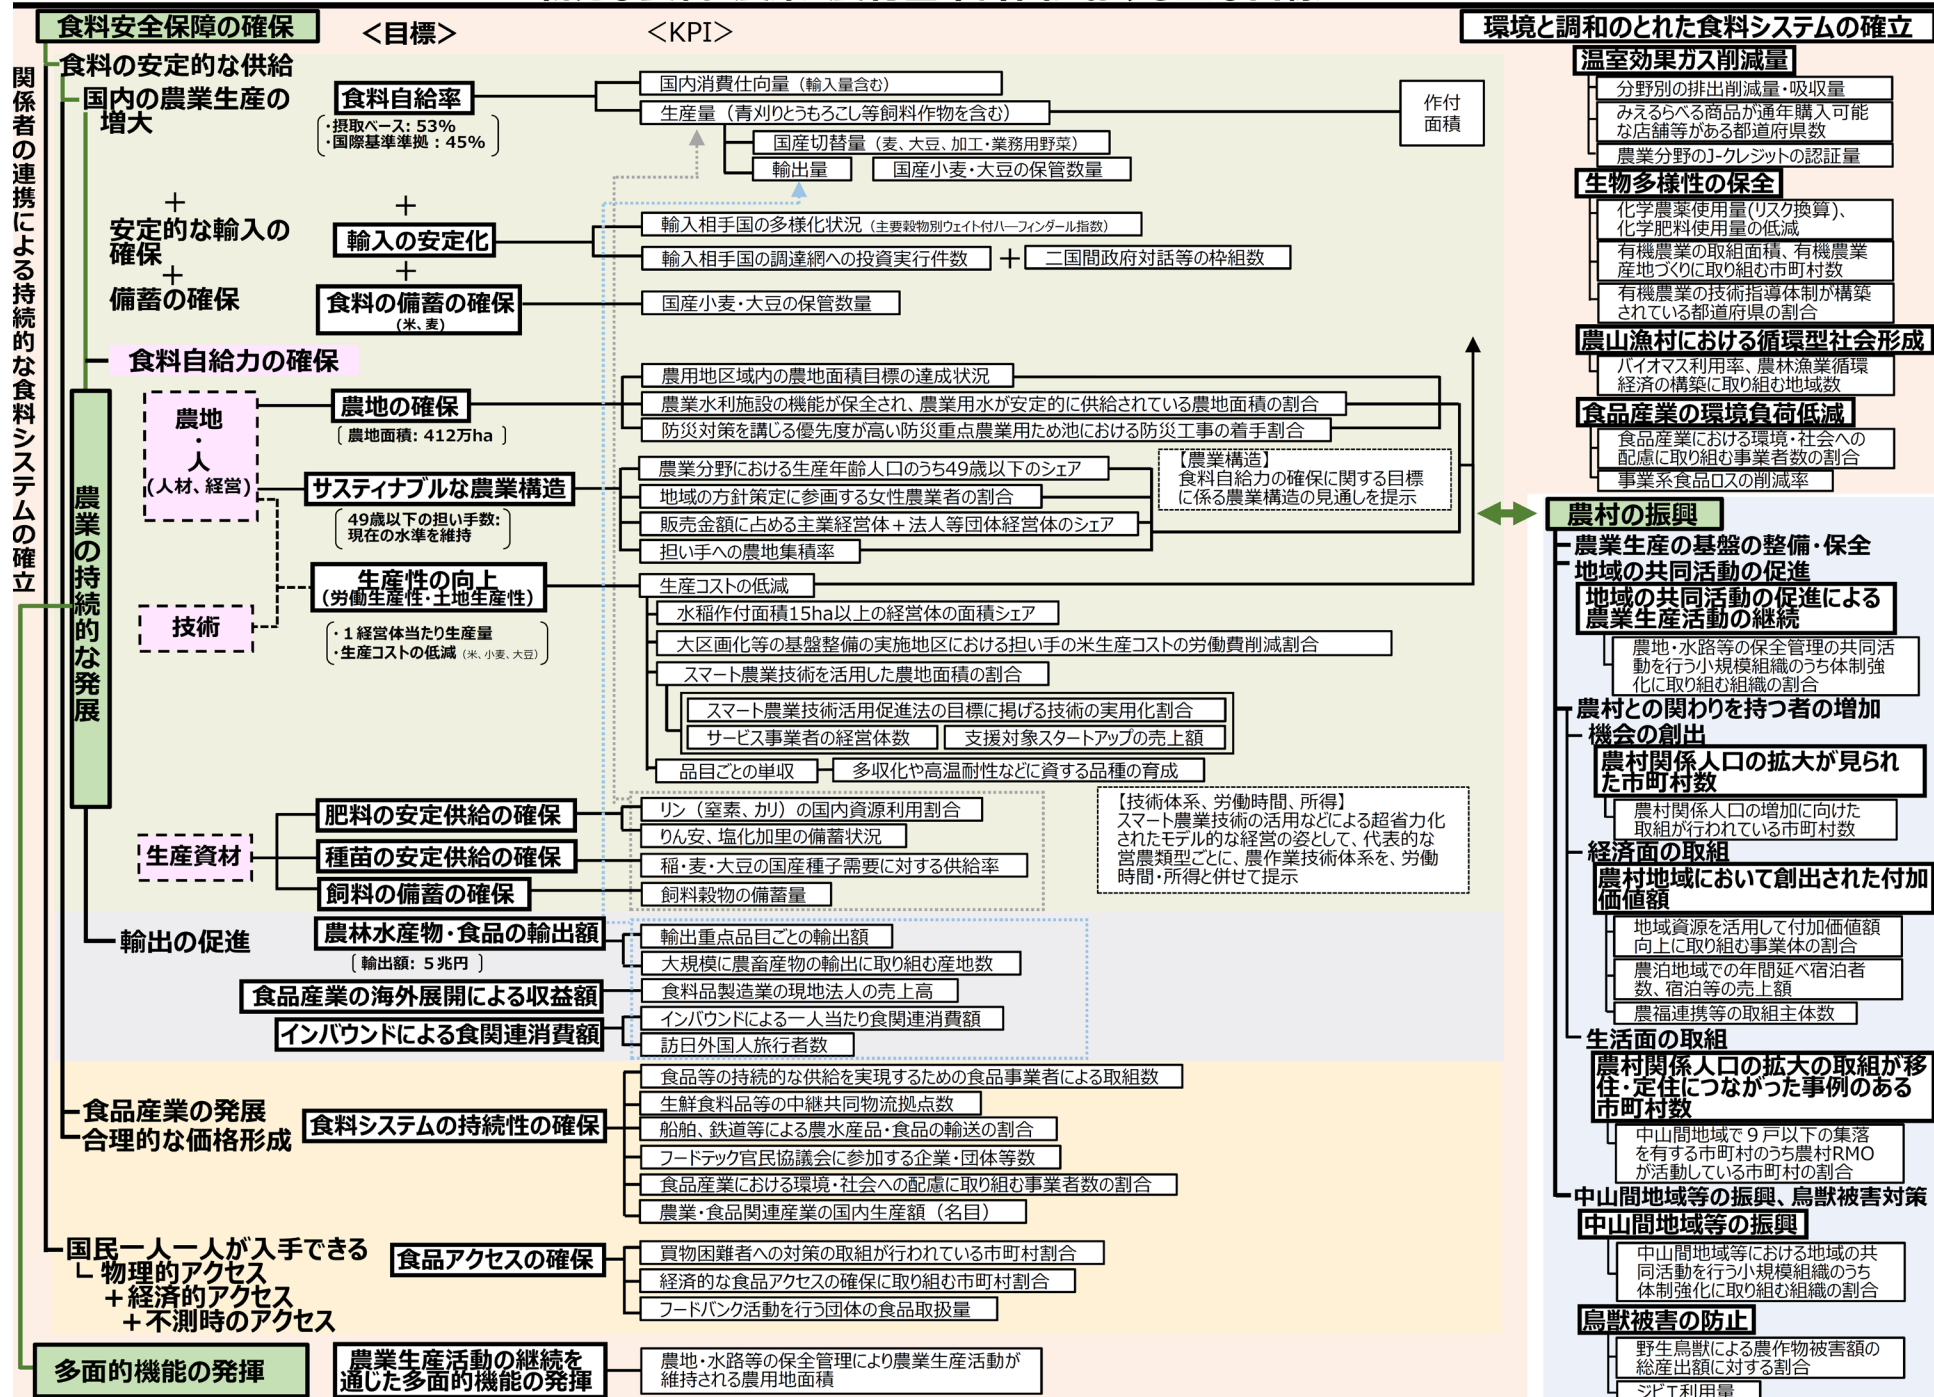 食料安全保障の確保
＜目標＞
＜KPI＞
関係者の連携による持続的な食料システムの確立
食料の安定的な供給
国内の農業生産の
増大
食料自給率
・摂取ベース: 53%
・国際基準準拠：45%
国内消費仕向量（輸入量含む）
生産量（青刈りとうもろこし等飼料作物を含む）
作付
面積
国産切替量（麦、大豆、加工・業務用野菜）
輸出量
国産小麦・大豆の保管数量
＋
安定的な輸入の
確保
＋
備蓄の確保
＋
輸入の安定化
＋
輸入相手国の多様化状況（主要穀物別ウェイト付ハーフィンダール指数）
輸入相手国の調達網への投資実行件数
＋
二国間政府対話等の枠組数
食料の備蓄の確保
(米、麦)
国産小麦・大豆の保管数量
食料自給力の確保
農業の持続的な発展
農地
・
人
(人材、経営)
技術
農地の確保
農地面積: 412万ha
農用地区域内の農地面積目標の達成状況
農業水利施設の機能が保全され、農業用水が安定的に供給されている農地面積の割合
防災対策を講じる優先度が高い防災重点農業用ため池における防災工事の着手割合
サスティナブルな農業構造
49歳以下の担い手数:
現在の水準を維持
農業分野における生産年齢人口のうち49歳以下のシェア
地域の方針策定に参画する女性農業者の割合
販売金額に占める主業経営体＋法人等団体経営体のシェア
担い手への農地集積率
【農業構造】
食料自給力の確保に関する目標
に係る農業構造の見通しを提示
生産性の向上
（労働生産性・土地生産性）
・１経営体当たり生産量
・生産コストの低減（米、小麦、大豆）
生産コストの低減
水稲作付面積15ha以上の経営体の面積シェア
大区画化等の基盤整備の実施地区における担い手の米生産コストの労働費削減割合
スマート農業技術を活用した農地面積の割合
スマート農業技術活用促進法の目標に掲げる技術の実用化割合
サービス事業者の経営体数
支援対象スタートアップの売上額
品目ごとの単収
多収化や高温耐性などに資する品種の育成
生産資材
肥料の安定供給の確保
リン（窒素、カリ）の国内資源利用割合
りん安、塩化加里の備蓄状況
種苗の安定供給の確保
稲・麦・大豆の国産種子需要に対する供給率
飼料の備蓄の確保
飼料穀物の備蓄量
【技術体系、労働時間、所得】
スマート農業技術の活用などによる超省力化
されたモデル的な経営の姿として、代表的な
営農類型ごとに、農作業技術体系を、労働
時間・所得と併せて提示
輸出の促進
農林水産物・食品の輸出額
輸出額: ５兆円
輸出重点品目ごとの輸出額
大規模に農畜産物の輸出に取り組む産地数
食品産業の海外展開による収益額
食料品製造業の現地法人の売上高
インバウンドによる食関連消費額
インバウンドによる一人当たり食関連消費額
訪日外国人旅行者数
食品産業の発展
合理的な価格形成
食料システムの持続性の確保
食品等の持続的な供給を実現するための食品事業者による取組数
生鮮食料品等の中継共同物流拠点数
船舶、鉄道等による農水産品・食品の輸送の割合
フードテック官民協議会に参加する企業・団体等数
食品産業における環境・社会への配慮に取り組む事業者数の割合
農業・食品関連産業の国内生産額（名目）
国民一人一人が入手できる
物理的アクセス
＋経済的アクセス
＋不測時のアクセス
食品アクセスの確保
買物困難者への対策の取組が行われている市町村割合
経済的な食品アクセスの確保に取り組む市町村割合
フードバンク活動を行う団体の食品取扱量
多面的機能の発揮
農業生産活動の継続を
通じた多面的機能の発揮
農地・水路等の保全管理により農業生産活動が
維持される農用地面積
環境と調和のとれた食料システムの確立
温室効果ガス削減量
分野別の排出削減量・吸収量
みえるらべる商品が通年購入可能
な店舗等がある都道府県数
農業分野のJ-クレジットの認証量
生物多様性の保全
化学農薬使用量(リスク換算)、
化学肥料使用量の低減
有機農業の取組面積、有機農業
産地づくりに取り組む市町村数
有機農業の技術指導体制が構築
されている都道府県の割合
農山漁村における循環型社会形成
バイオマス利用率、農林漁業循環
経済の構築に取り組む地域数
食品産業の環境負荷低減
食品産業における環境・社会への
配慮に取り組む事業者数の割合
事業系食品ロスの削減率
農村の振興
農業生産の基盤の整備・保全
地域の共同活動の促進
地域の共同活動の促進による
農業生産活動の継続
農地・水路等の保全管理の共同活
動を行う小規模組織のうち体制強
化に取り組む組織の割合
農村との関わりを持つ者の増加
機会の創出
農村関係人口の拡大が見られ
た市町村数
農村関係人口の増加に向けた
取組が行われている市町村数
経済面の取組
農村地域において創出された付加
価値額
地域資源を活用して付加価値額
向上に取り組む事業体の割合
農泊地域での年間延べ宿泊者
数、宿泊等の売上額
農福連携等の取組主体数
生活面の取組
農村関係人口の拡大の取組が移
住・定住につながった事例のある
市町村数
中山間地域で９戸以下の集落
を有する市町村のうち農村RMO
が活動している市町村の割合
中山間地域等の振興、鳥獣被害対策
中山間地域等の振興
中山間地域等における地域の共
同活動を行う小規模組織のうち
体制強化に取り組む組織の割合
鳥獣被害の防止
野生鳥獣による農作物被害額の
総産出額に対する割合
ジビエ利用量